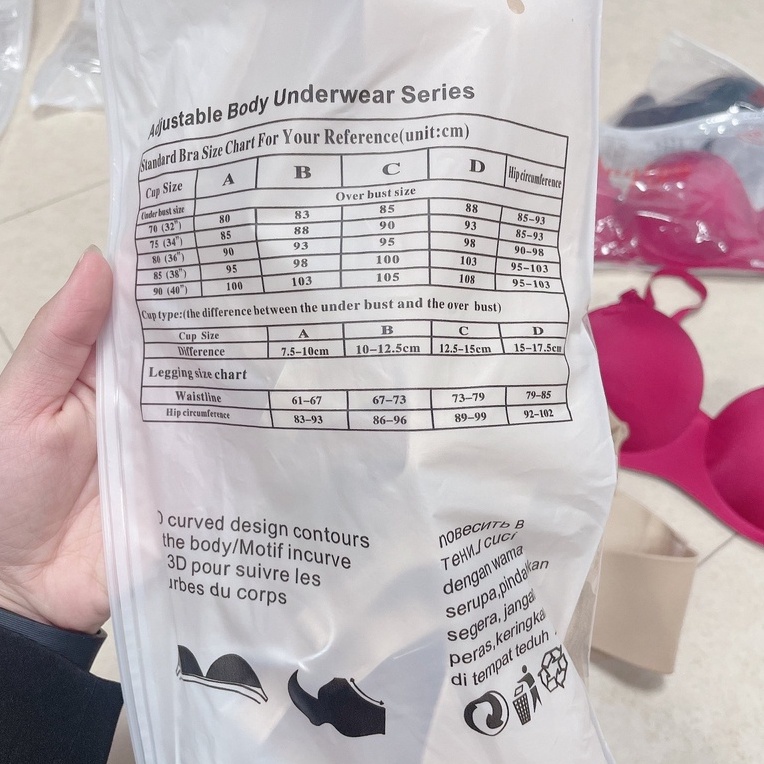 Adjustable Body Underwear Series
Standard Bra Size Chart For Your Reference(unit:cm)
Cup Size A B C D Hip circumference
Under bust size Over bust size
70 (32") 80 83 85 88 85-93
75 (34") 85 88 90 93 85-93
80 (36") 90 93 95 98 90-98
85 (38") 95 98 100 103 95-103
90 (40") 100 103 105 108 95-103
Cup type:(the difference between the under bust and the over bust)
Cup Size A B C D
Difference 7.5-10cm 10-12.5cm 12.5-15cm 15-17.5cm
Legging size chart
Waistline 61-67 67-73 73-79 79-85
Hip circumference 83-93 86-96 89-99 92-102
D curved design contours
the body/Motif incurve
3D pour suivre les
urbes du corps
повесить в
dengan warna
segera, jangan
di tempat teduh